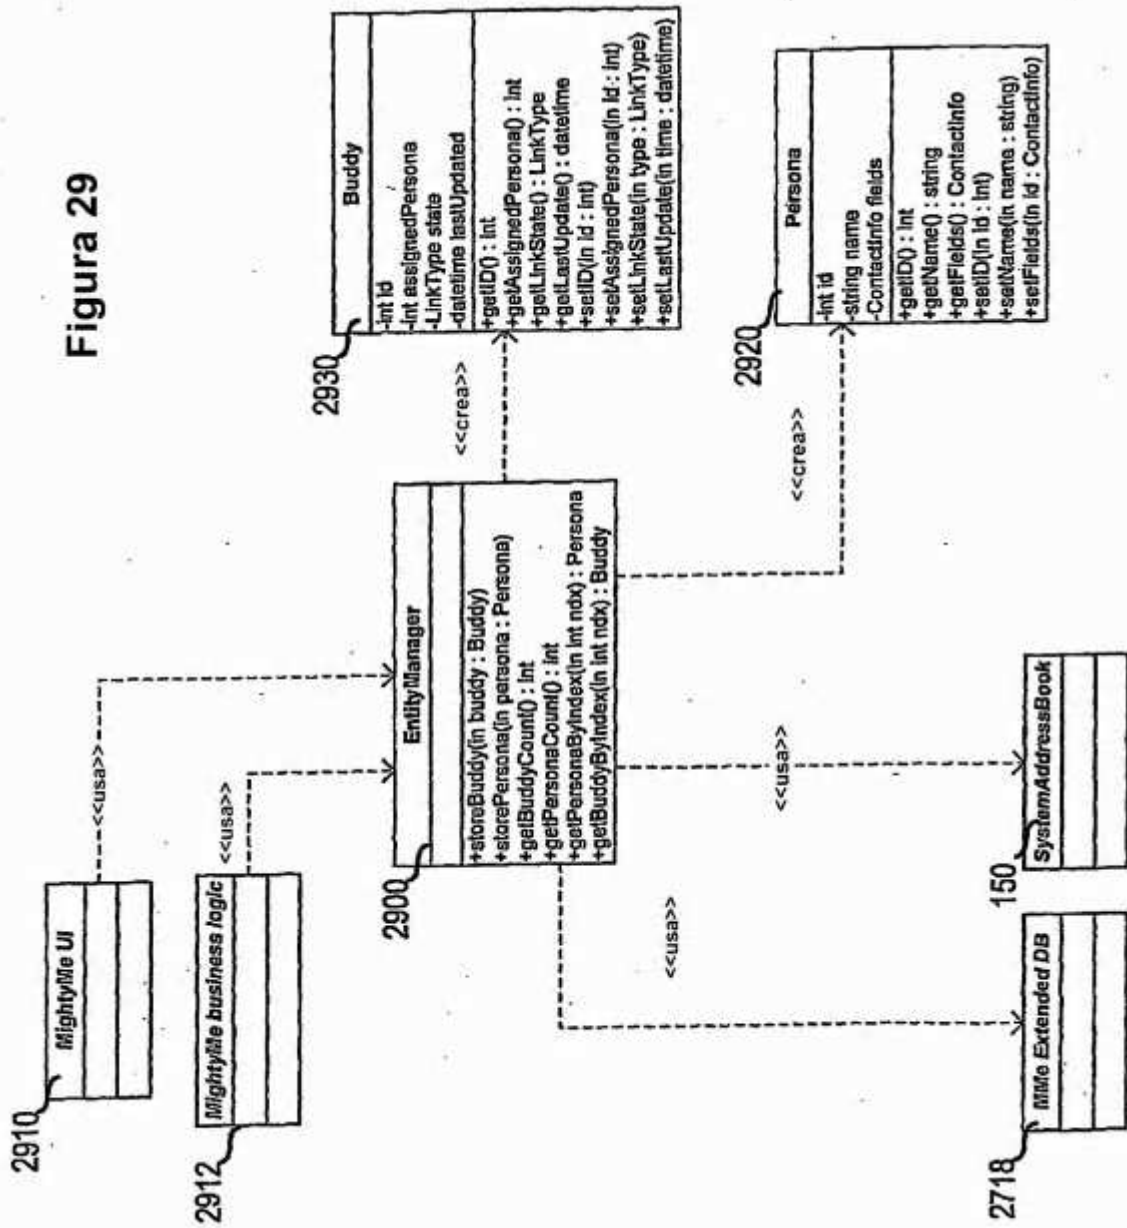 Figura 29
2910
MightyMe UI
<<usa>>
2912
MightyMe business logic
<<usa>>
2900
EntityManager
+storeBuddy(in buddy : Buddy)
+storePersona(in persona : Persona)
+getBuddyCount() : int
+getPersonaCount() : int
+getPersonaByIndex(in int ndx) : Persona
+getBuddyByIndex(in int ndx) : Buddy
<<crea>>
2930
Buddy
-int id
-int assignedPersona
-LinkType state
-datetime lastUpdated
+getID() : int
+getAssignedPersona() : int
+getLinkState() : LinkType
+getLastUpdate() : datetime
+setID(in id : int)
+setAssignedPersona(in id : int)
+setLinkState(in type : LinkType)
+setLastUpdate(in time : datetime)
<<crea>>
2920
Persona
-int id
-string name
-ContactInfo fields
+getID() : int
+getName() : string
+getFields() : ContactInfo
+setID(in id : int)
+setName(in name : string)
+setFields(in id : ContactInfo)
<<usa>>
2718
MMe Extended DB
<<usa>>
150
SystemAddressBook